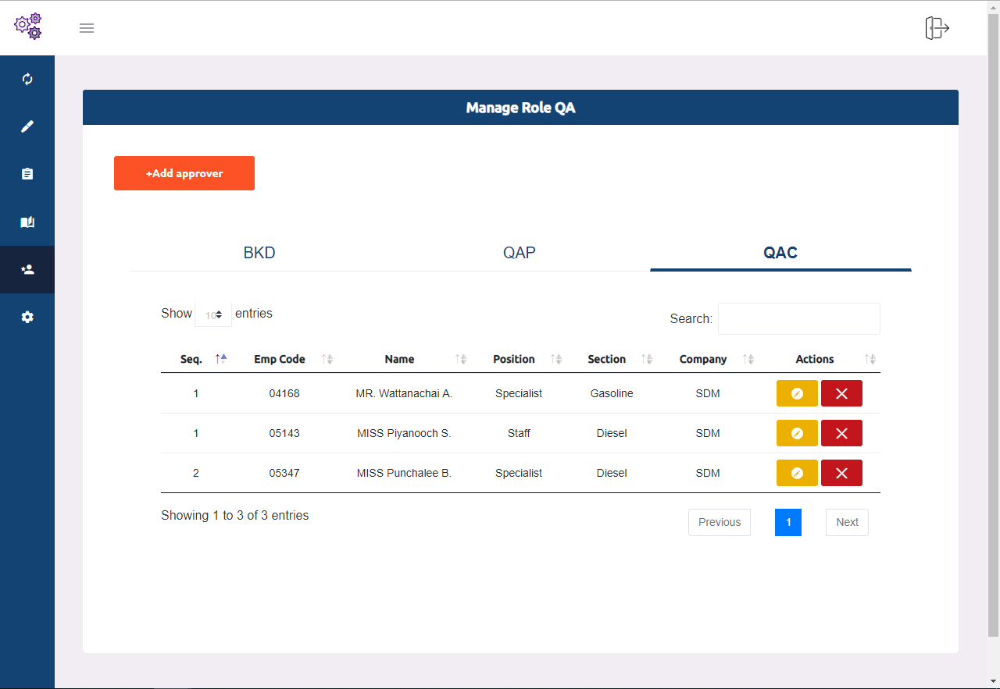 Manage Role QA
+Add approver
BKD QAP QAC
Show 10 entries Search:
Seq. Emp Code Name Position Section Company Actions
1 04168 MR. Wattanachai A. Specialist Gasoline SDM
1 05143 MISS Piyanooch S. Staff Diesel SDM
2 05347 MISS Punchalee B. Specialist Diesel SDM
Showing 1 to 3 of 3 entries Previous 1 Next